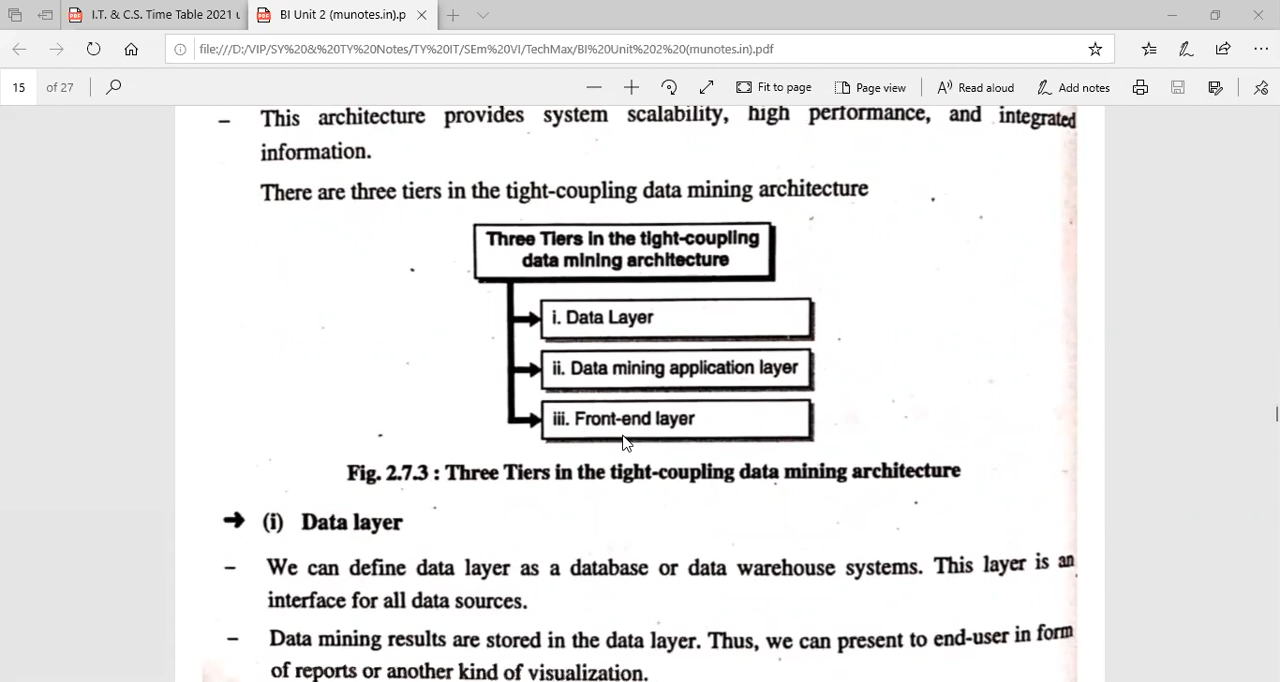 I.T. & C.S. Time Table 2021 u
BI Unit 2 (munotes.in).p
file:///D:/VIP/SY%20&%20TY%20Notes/TY%20IT/SEm%20VI/TechMax/BI%20Unit%202%20(munotes.in).pdf
15 of 27
Fit to page
Page view
Read aloud
Add notes
– This architecture provides system scalability, high performance, and integrated
information.
There are three tiers in the tight-coupling data mining architecture
Three Tiers in the tight-coupling
data mining architecture
i. Data Layer
ii. Data mining application layer
iii. Front-end layer
Fig. 2.7.3 : Three Tiers in the tight-coupling data mining architecture
→ (i) Data layer
– We can define data layer as a database or data warehouse systems. This layer is an
interface for all data sources.
– Data mining results are stored in the data layer. Thus, we can present to end-user in form
of reports or another kind of visualization.